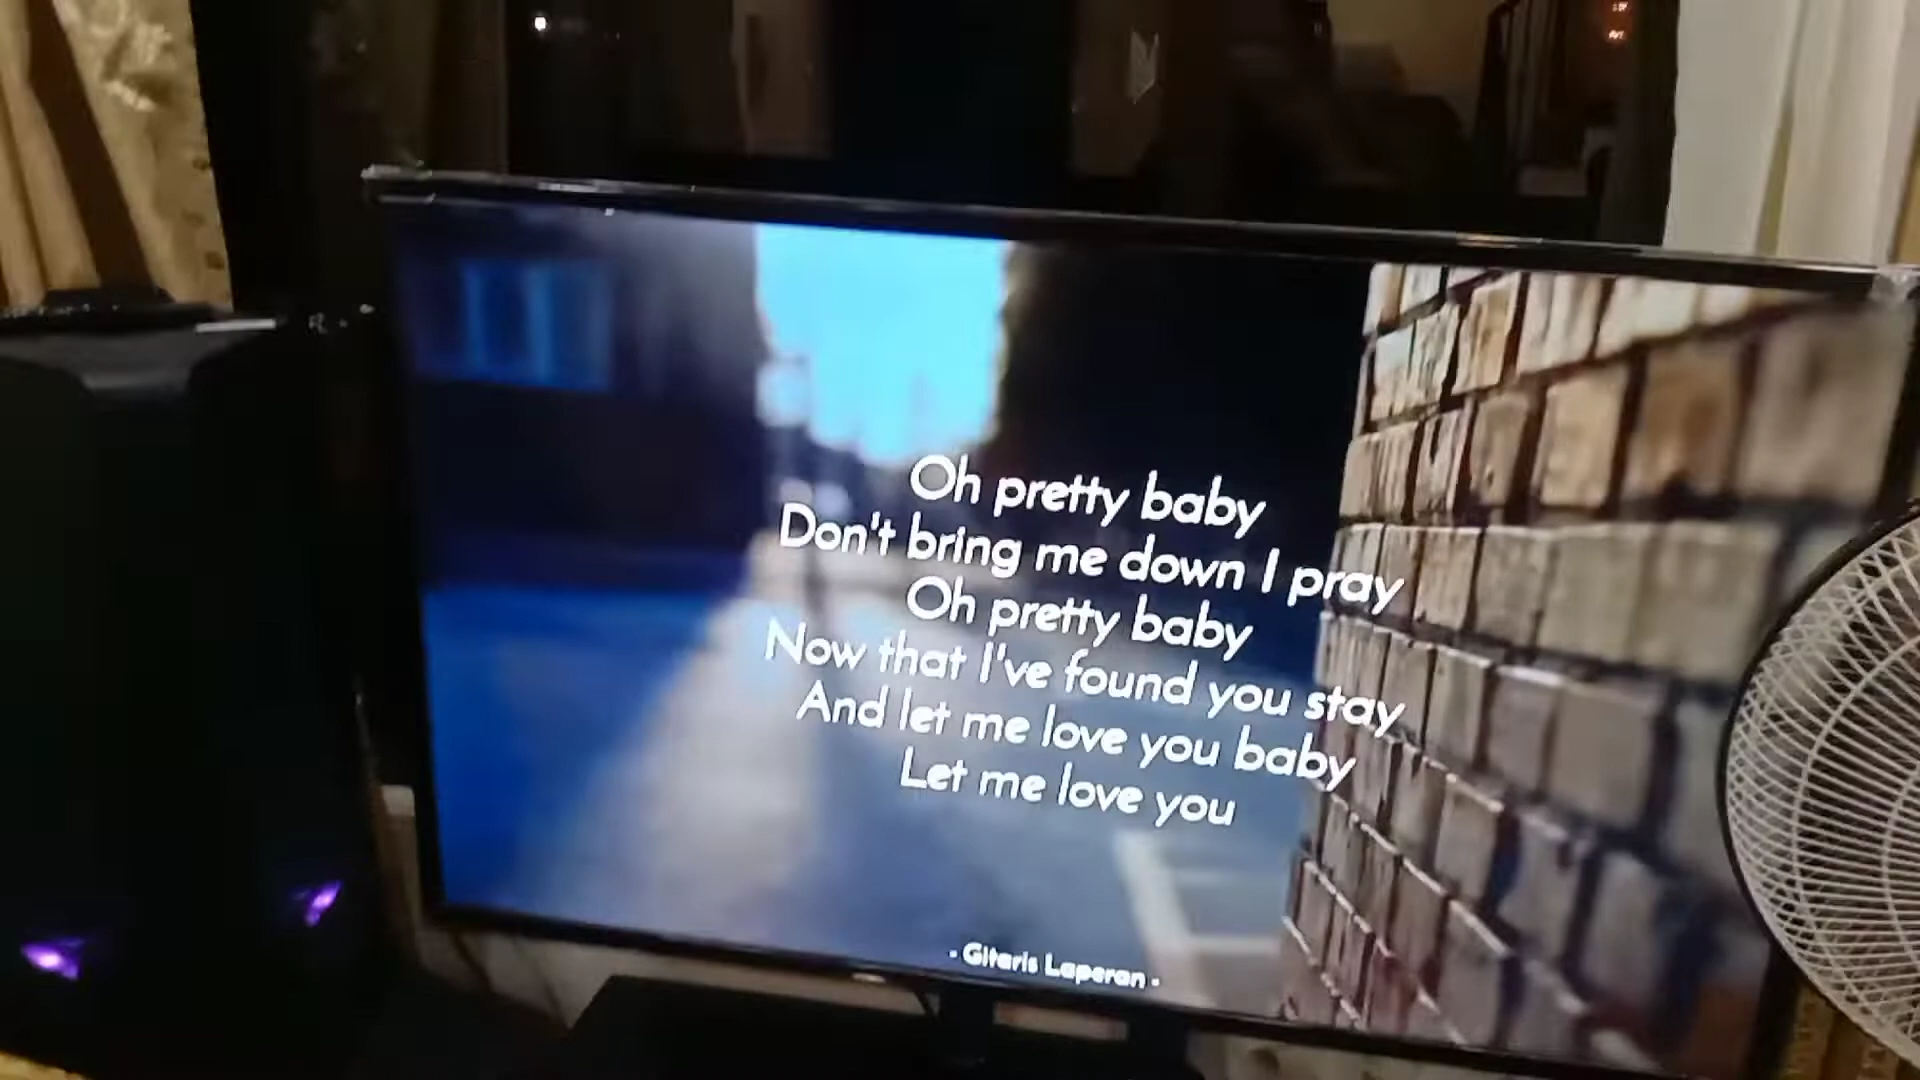 Oh pretty baby
Don't bring me down I pray
Oh pretty baby
Now that I've found you stay
And let me love you baby
Let me love you
- Gitaris Laperan -